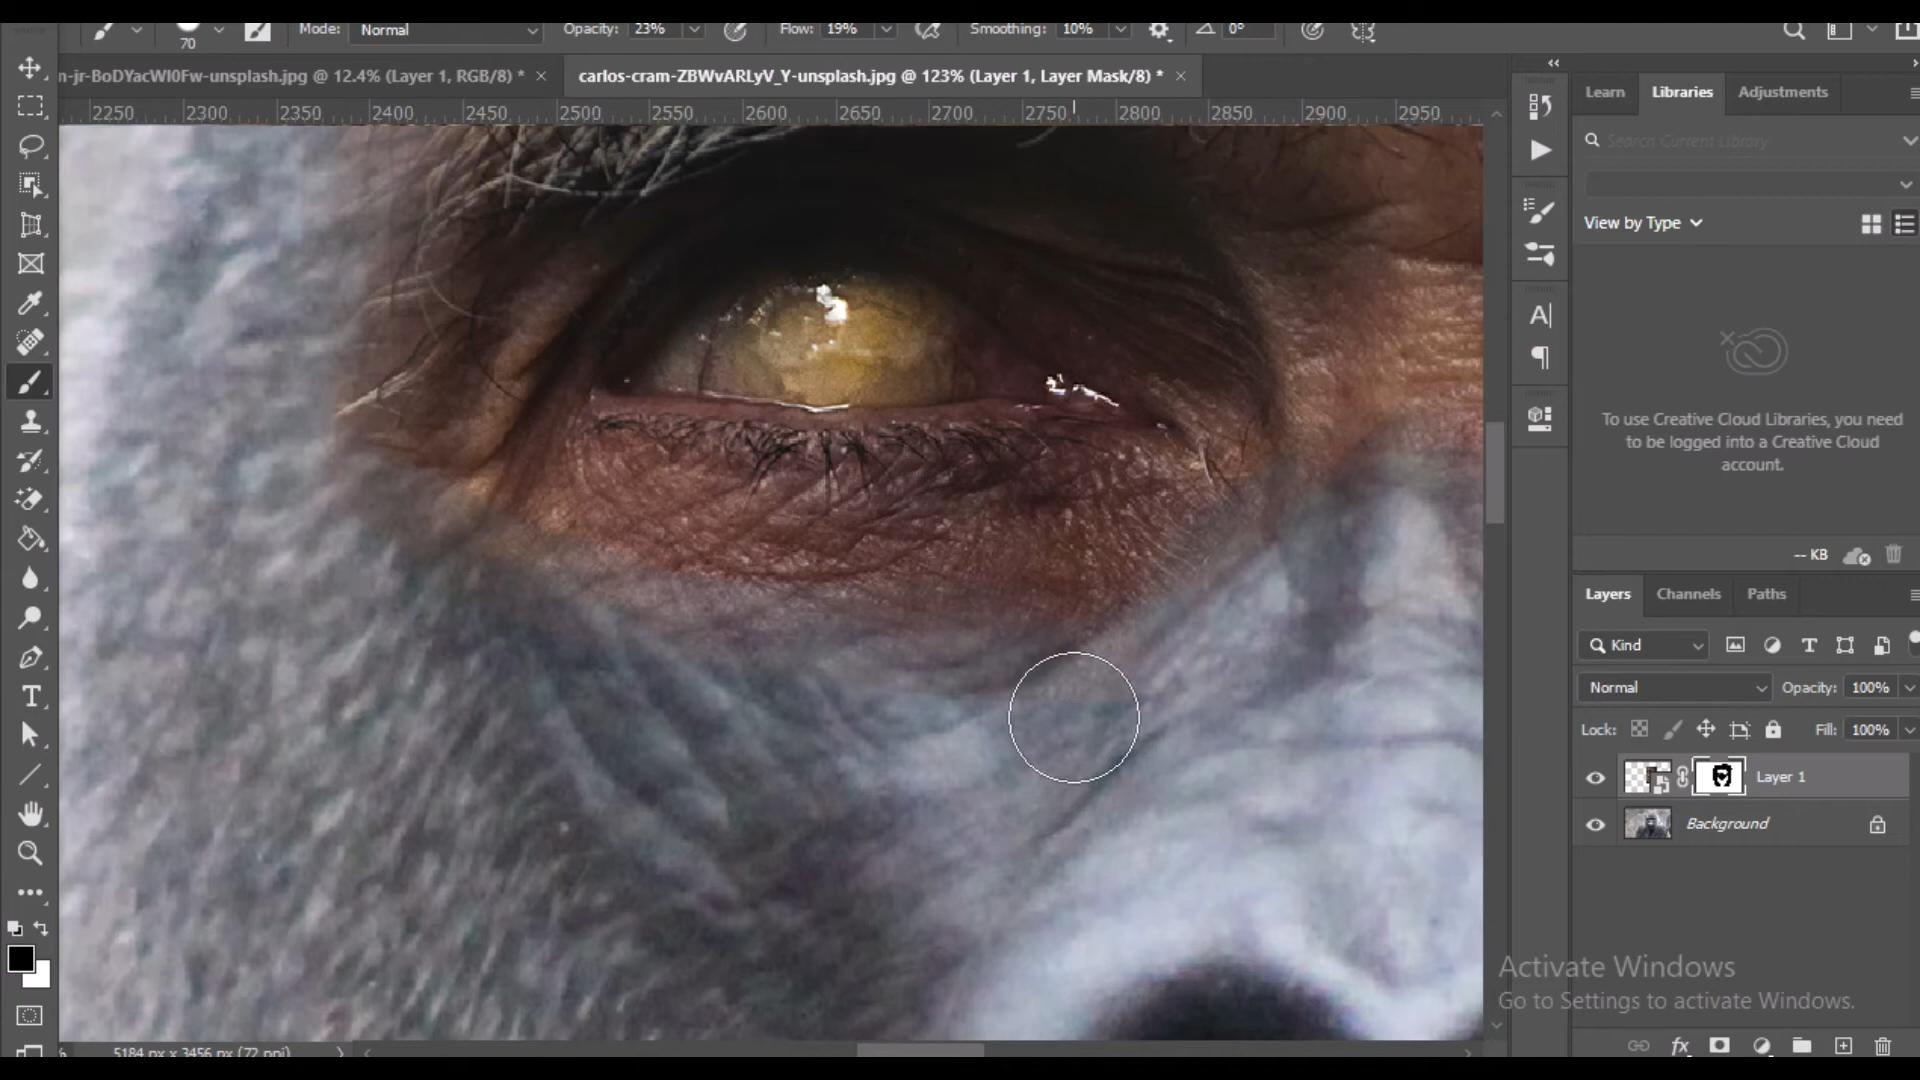 70
Mode: Normal
Opacity: 23%
Flow: 19%
Smoothing: 10%
0°
n-jr-BoDYacWl0Fw-unsplash.jpg @ 12.4% (Layer 1, RGB/8) *
carlos-cram-ZBWvARLyV_Y-unsplash.jpg @ 123% (Layer 1, Layer Mask/8) *
2250 2300 2350 2400 2450 2500 2550 2600 2650 2700 2750 2800 2850 2900 2950
Learn Libraries Adjustments
Search Current Library
View by Type
To use Creative Cloud Libraries, you need
to be logged into a Creative Cloud
account.
-- KB
Layers Channels Paths
Kind
Normal Opacity: 100%
Lock: Fill: 100%
Layer 1
Background
Activate Windows
Go to Settings to activate Windows.
5184 px x 3456 px (72 ppi)